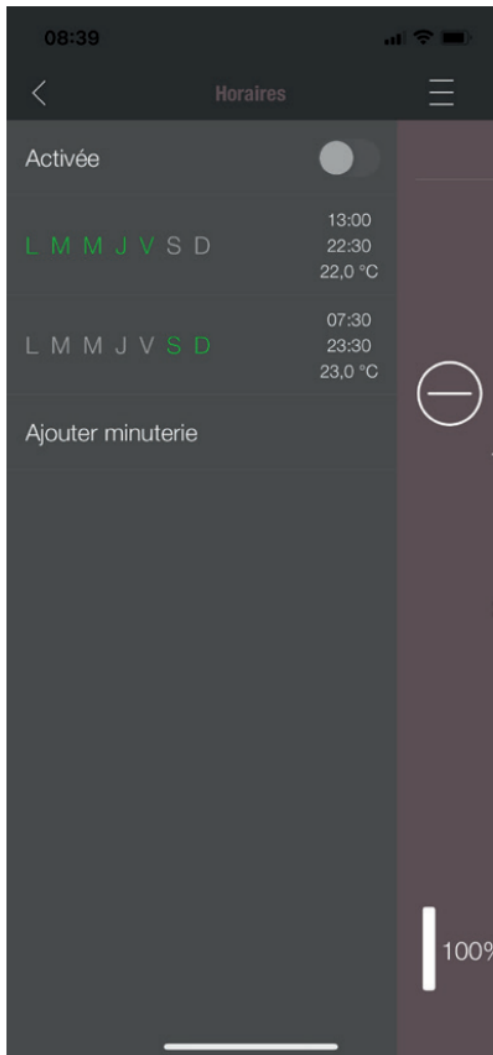 08:39
Horaires
Activée
13:00
L M M J V S D
22:30
22,0 °C
07:30
L M M J V S D
23:30
23,0 °C
Ajouter minuterie
100%